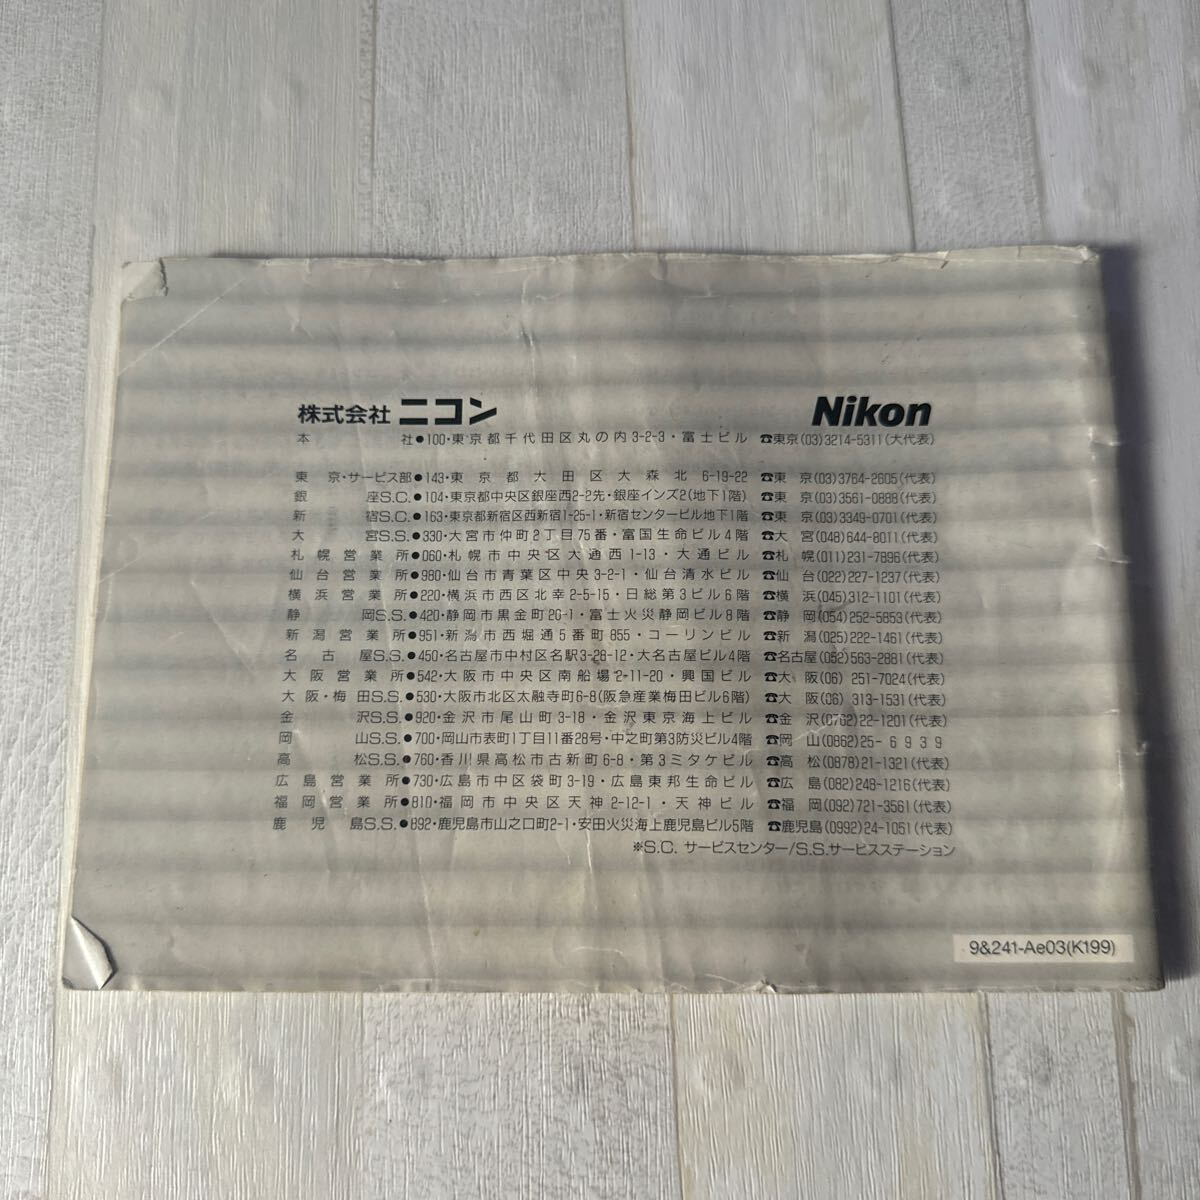 株式会社 ニコン Nikon
本 社●100・東京都千代田区丸の内3-2-3・富士ビル ☎東京(03)3214-5311(大代表)
東京・サービス部●143・東京都大田区大森北 6-19-22 ☎東 京(03)3764-2605(代表)
銀 座S.C.●104・東京都中央区銀座西2-2先・銀座インズ2(地下1階) ☎東 京(03)3561-0888(代表)
新 宿S.C.●163・東京都新宿区西新宿1-25-1・新宿センタービル地下1階 ☎東 京(03)3349-0701(代表)
大 宮S.S.●330・大宮市仲町2丁目75番・富国生命ビル4階 ☎大 宮(048)644-8011(代表)
札幌営業所●060・札幌市中央区大通西1-13・大通ビル ☎札 幌(011)231-7896(代表)
仙台営業所●980・仙台市青葉区中央3-2-1・仙台清水ビル ☎仙 台(022)227-1237(代表)
横浜営業所●220・横浜市西区北幸2-5-15・日総第3ビル6階 ☎横 浜(045)312-1101(代表)
静 岡S.S.●420・静岡市黒金町20-1・富士火災静岡ビル8階 ☎静 岡(054)252-5853(代表)
新潟営業所●951・新潟市西堀通5番町855・コーリンビル ☎新 潟(025)222-1461(代表)
名 古 屋S.S.●450・名古屋市中村区名駅3-28-12・大名古屋ビル4階 ☎名古屋(052)563-2881(代表)
大阪営業所●542・大阪市中央区南船場2-11-20・興国ビル ☎大 阪(06) 251-7024(代表)
大阪・梅田S.S.●530・大阪市北区太融寺町6-8(阪急産業梅田ビル6階) ☎大 阪(06) 313-1531(代表)
金 沢S.S.●920・金沢市尾山町3-18・金沢東京海上ビル ☎金 沢(0762)22-1201(代表)
岡 山S.S.●700・岡山市表町1丁目11番28号・中之町第3防災ビル4階 ☎岡 山(0862)25-6939
高 松S.S.●760・香川県高松市古新町6-8・第3ミタケビル ☎高 松(0878)21-1321(代表)
広島営業所●730・広島市中区袋町3-19・広島東邦生命ビル ☎広 島(082)248-1216(代表)
福岡営業所●810・福岡市中央区天神2-12-1・天神ビル ☎福 岡(092)721-3561(代表)
鹿 児 島S.S.●892・鹿児島市山之口町2-1・安田火災海上鹿児島ビル5階 ☎鹿児島(0992)24-1051(代表)
※S.C. サービスセンター/S.S.サービスステーション
9&241-Ae03(K199)